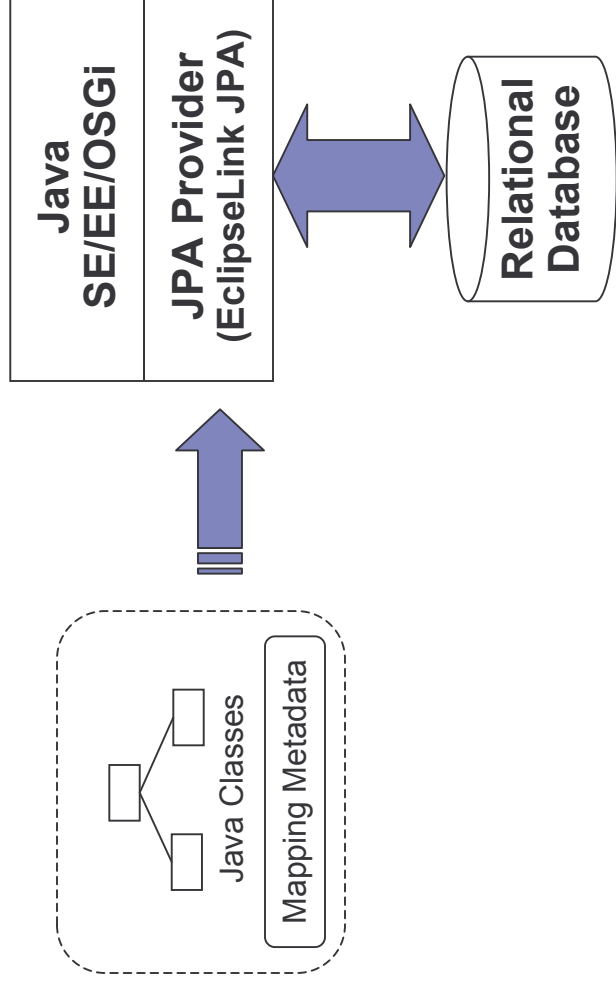 Java Classes
Mapping Metadata
Java
SE/EE/OSGi
JPA Provider
(EclipseLink JPA)
Relational
Database